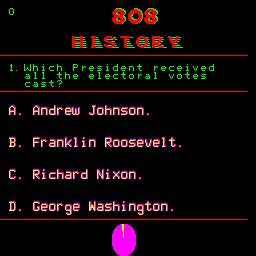 0
808
HISTORY
1. Which President received
all the electoral votes
cast?
A. Andrew Johnson.
B. Franklin Roosevelt.
C. Richard Nixon.
D. George Washington.